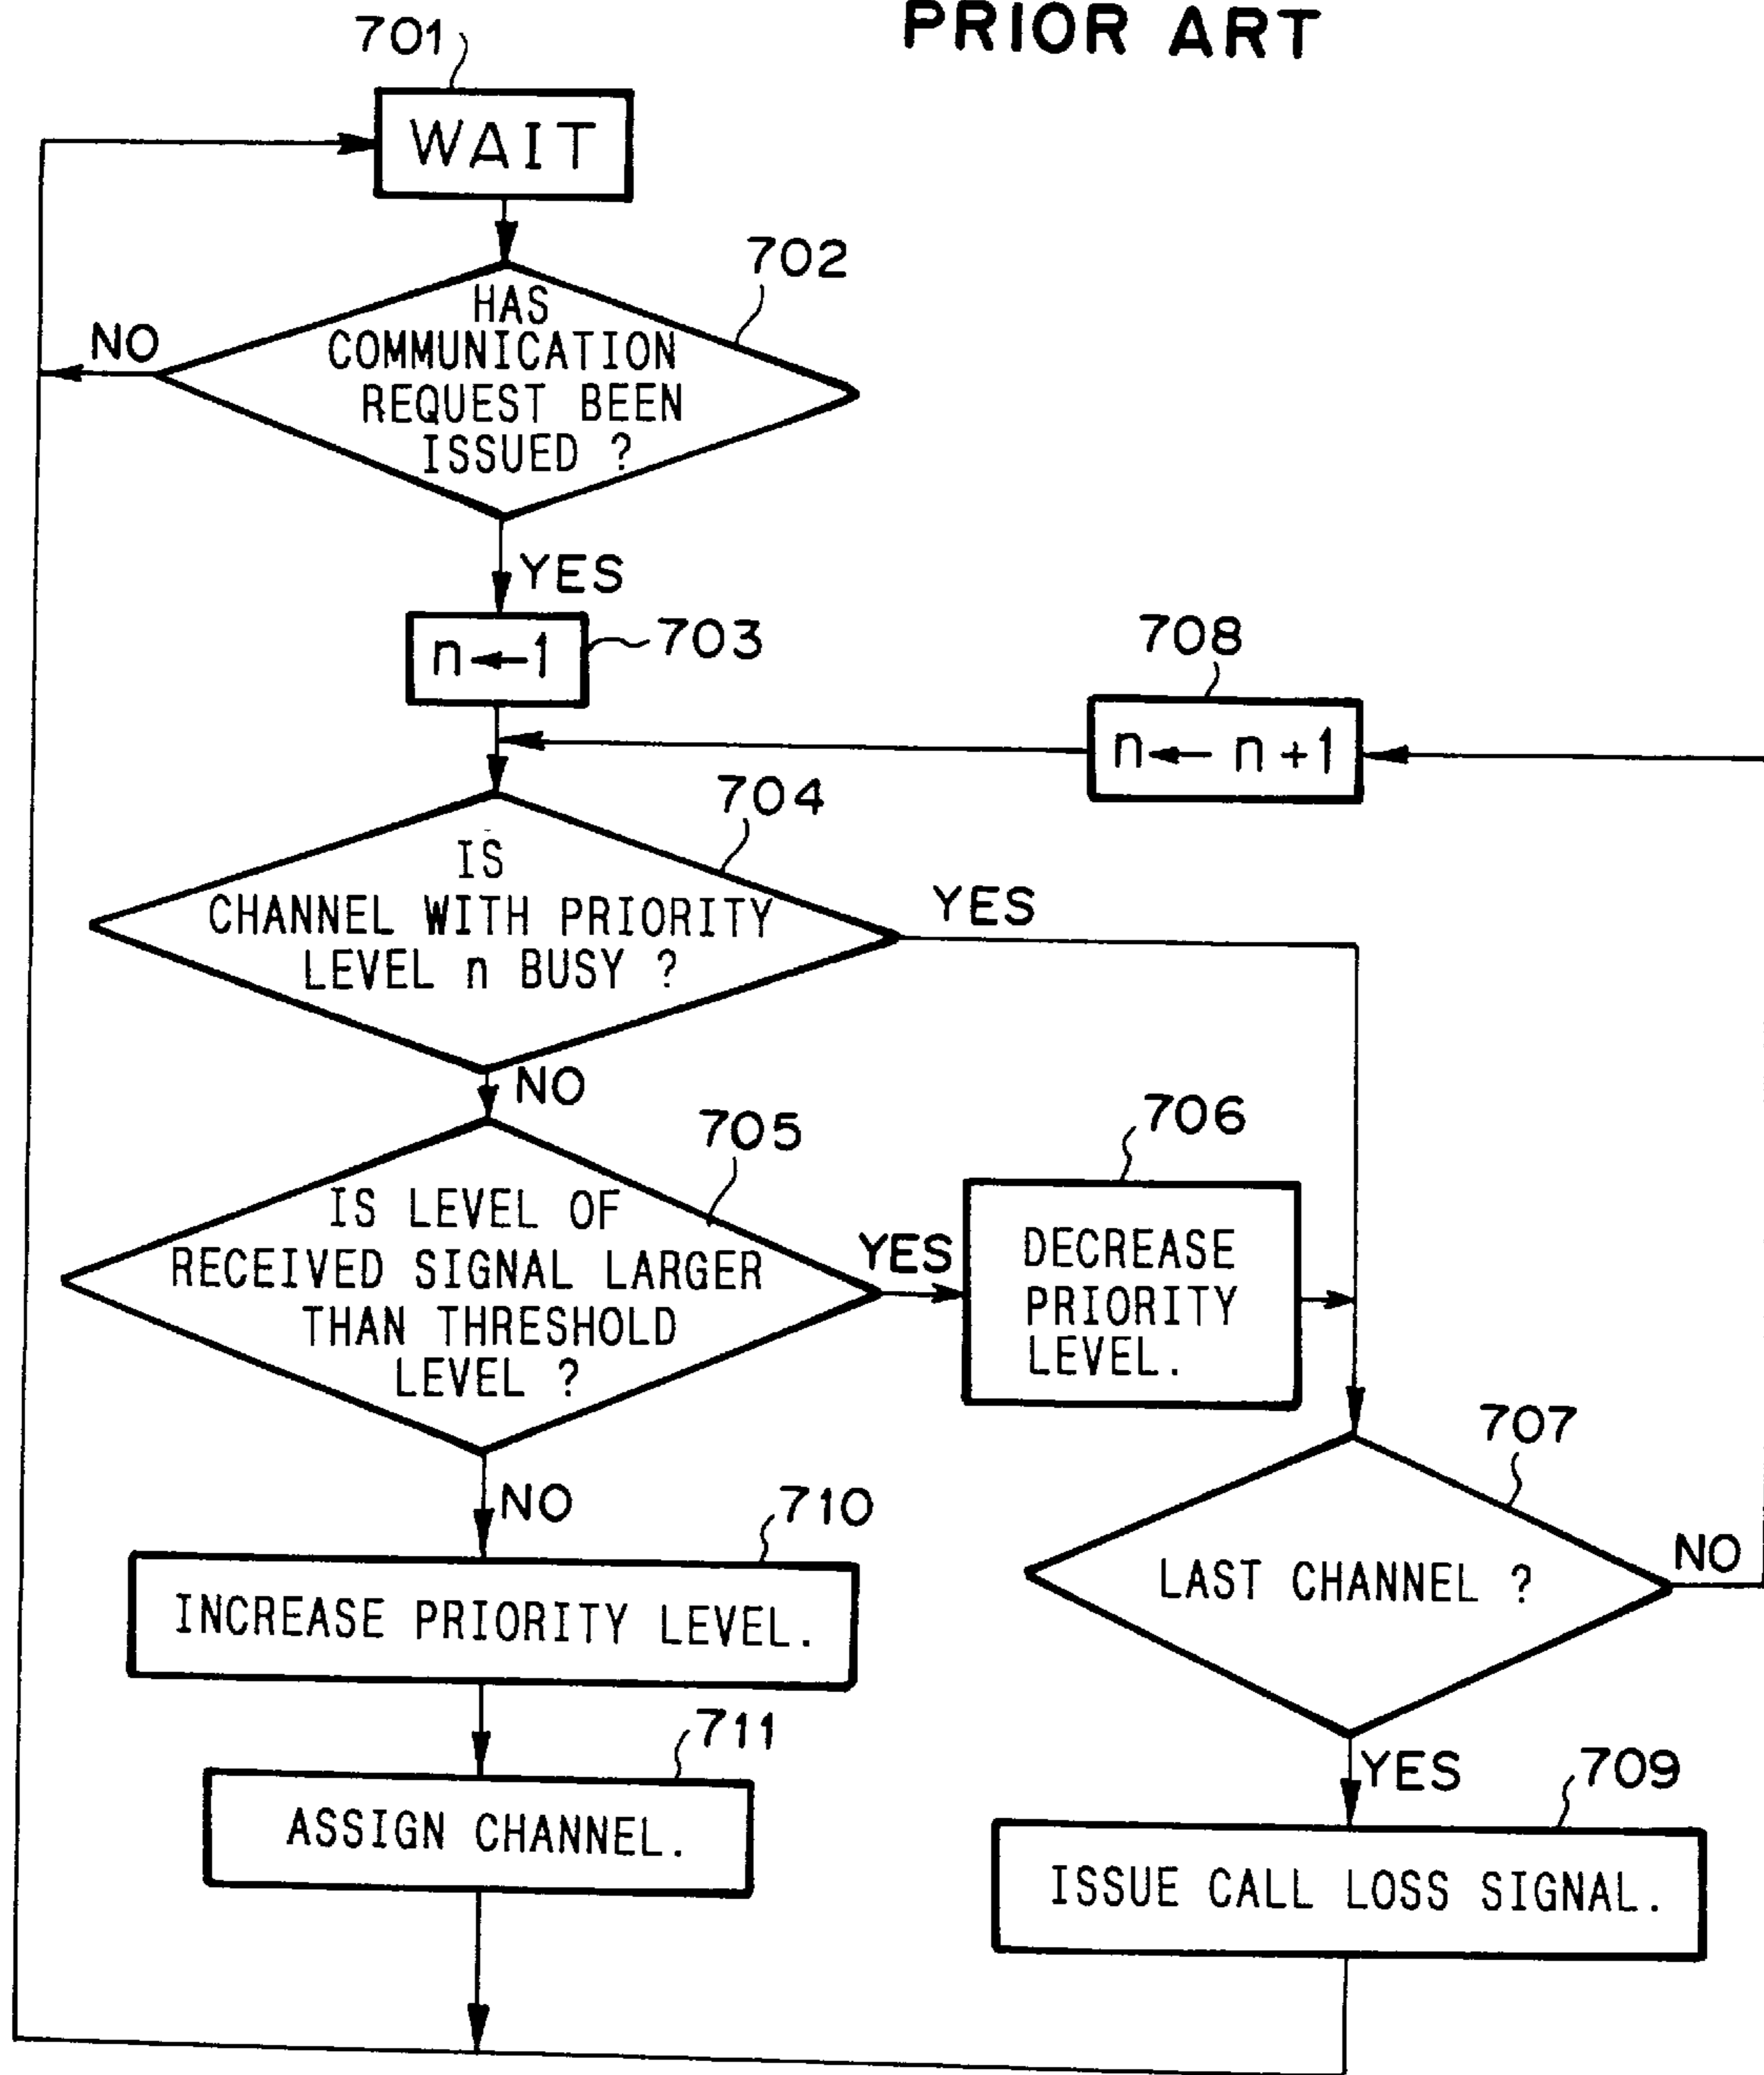 PRIOR ART
701
WAIT
702
HAS
COMMUNICATION
REQUEST BEEN
ISSUED ?
NO
YES
n←1
703
708
n← n+1
704
IS
CHANNEL WITH PRIORITY
LEVEL n BUSY ?
YES
NO
705
IS LEVEL OF
RECEIVED SIGNAL LARGER
THAN THRESHOLD
LEVEL ?
YES
706
DECREASE
PRIORITY
LEVEL.
707
LAST CHANNEL ?
NO
NO
710
INCREASE PRIORITY LEVEL.
711
ASSIGN CHANNEL.
YES
709
ISSUE CALL LOSS SIGNAL.